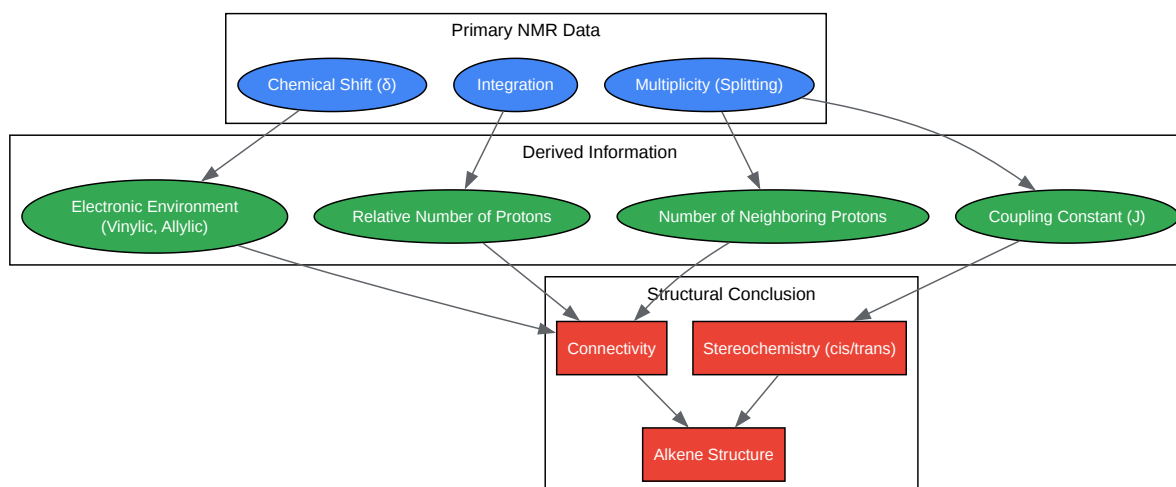 Primary NMR Data
Chemical Shift (δ)
Integration
Multiplicity (Splitting)
Derived Information
Electronic Environment
(Vinylic, Allylic)
Relative Number of Protons
Number of Neighboring Protons
Coupling Constant (J)
Structural Conclusion
Connectivity
Stereochemistry (cis/trans)
Alkene Structure